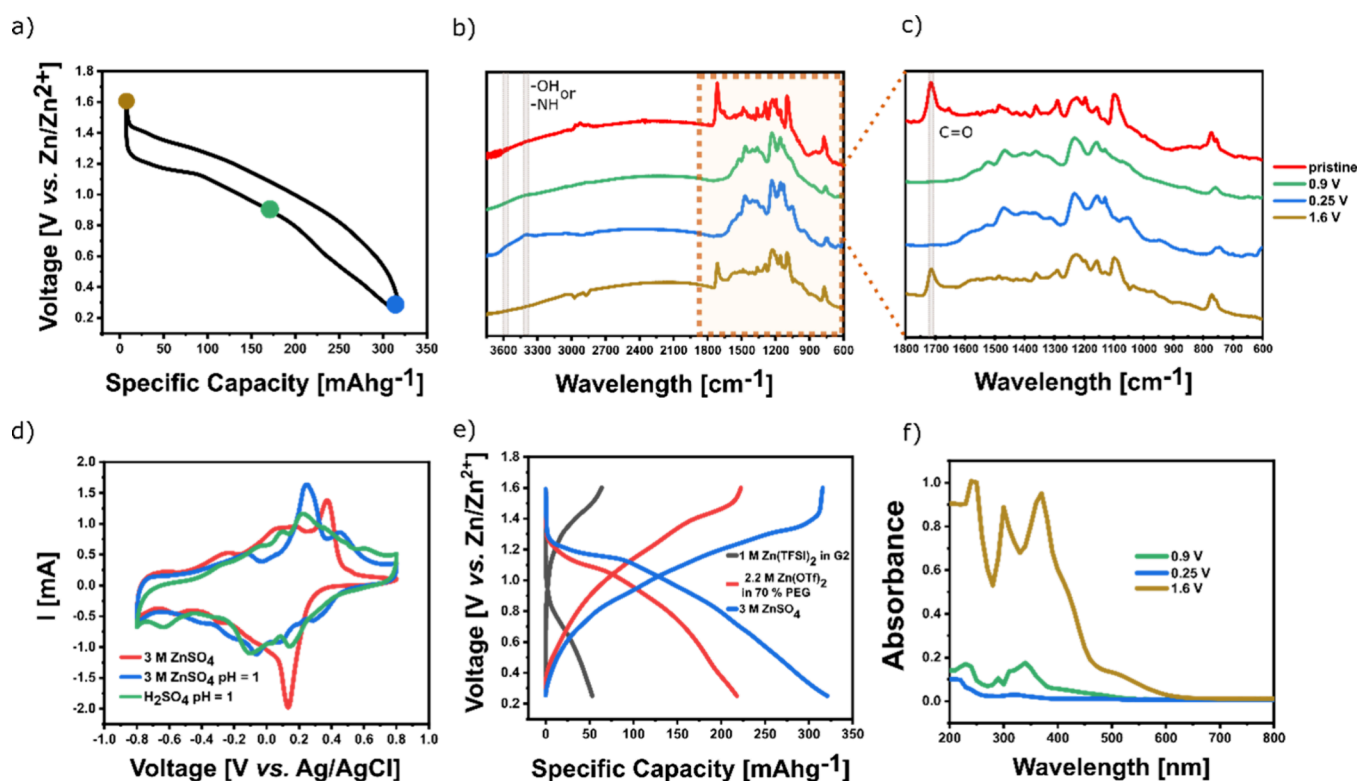 a)
Voltage [V vs. Zn/Zn²⁺]
1.8
1.6
1.4
1.2
1.0
0.8
0.6
0.4
0.2
0 50 100 150 200 250 300 350
Specific Capacity [mAhg⁻¹]
b)
-OH
or
-NH
3600 3300 3000 2700 2400 2100 1800 1500 1200 900 600
Wavelength [cm⁻¹]
c)
C=O
1800 1700 1600 1500 1400 1300 1200 1100 1000 900 800 700 600
Wavelength [cm⁻¹]
pristine
0.9 V
0.25 V
1.6 V
d)
I [mA]
2.0
1.5
1.0
0.5
0.0
-0.5
-1.0
-1.5
-2.0
3 M ZnSO₄
3 M ZnSO₄ pH = 1
H₂SO₄ pH = 1
-1.0 -0.8 -0.6 -0.4 -0.2 0.0 0.2 0.4 0.6 0.8 1.0
Voltage [V vs. Ag/AgCl]
e)
Voltage [V vs. Zn/Zn²⁺]
1.8
1.6
1.4
1.2
1.0
0.8
0.6
0.4
0.2
1 M Zn(TFSI)₂ in G2
2.2 M Zn(OTf)₂
in 70 % PEG
3 M ZnSO₄
0 50 100 150 200 250 300 350
Specific Capacity [mAhg⁻¹]
f)
Absorbance
1.0
0.8
0.6
0.4
0.2
0.0
0.9 V
0.25 V
1.6 V
200 300 400 500 600 700 800
Wavelength [nm]